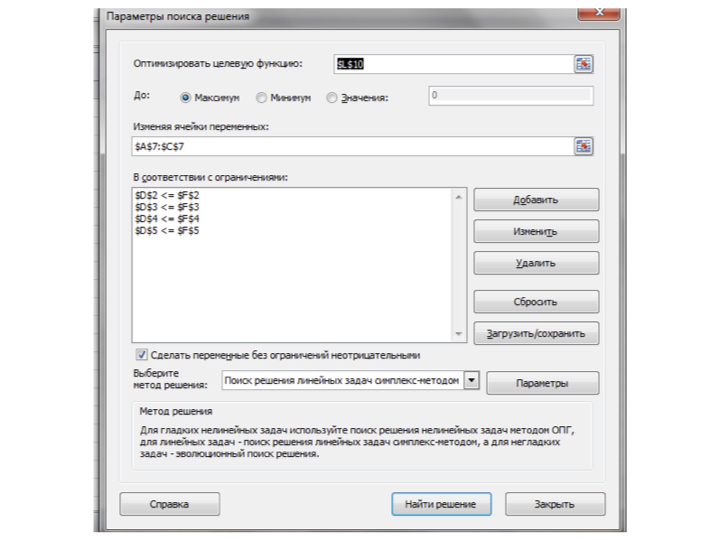 Параметры поиска решения
Оптимизировать целевую функцию:
$L$10
До:
Максимум
Минимум
Значения:
0
Изменяя ячейки переменных:
$A$7:$C$7
В соответствии с ограничениями:
$D$2 <= $F$2
$D$3 <= $F$3
$D$4 <= $F$4
$D$5 <= $F$5
Добавить
Изменить
Удалить
Сбросить
Загрузить/сохранить
Сделать переменные без ограничений неотрицательными
Выберите
метод решения:
Поиск решения линейных задач симплекс-методом
Параметры
Метод решения
Для гладких нелинейных задач используйте поиск решения нелинейных задач методом ОПГ,
для линейных задач - поиск решения линейных задач симплекс-методом, а для негладких
задач - эволюционный поиск решения.
Справка
Найти решение
Закрыть